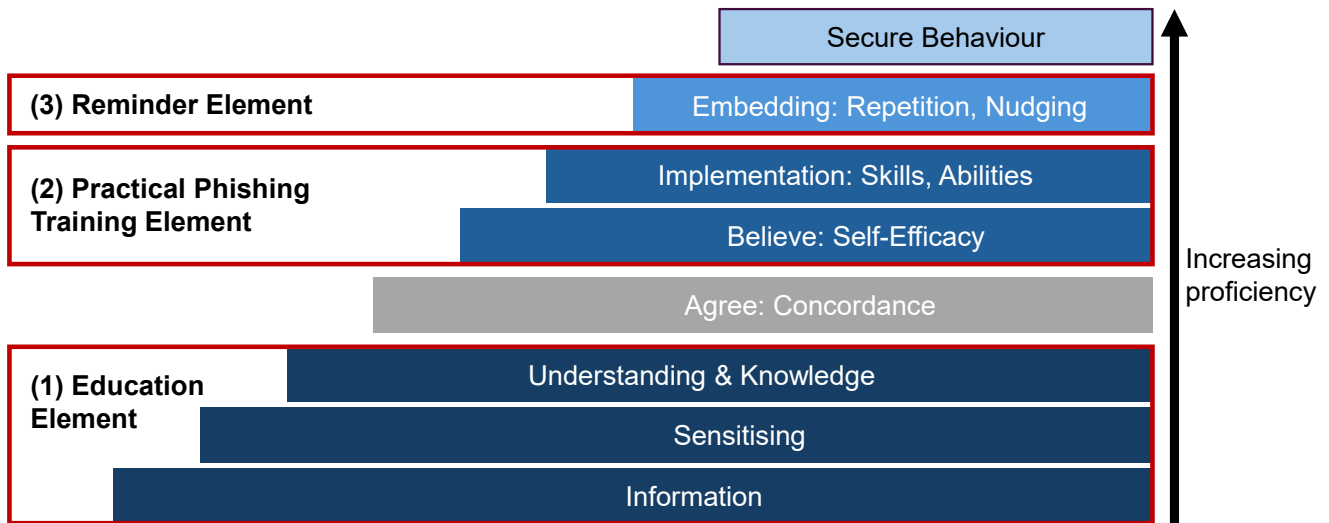 Secure Behaviour
(3) Reminder Element
Embedding: Repetition, Nudging
(2) Practical Phishing
Training Element
Implementation: Skills, Abilities
Believe: Self-Efficacy
Increasing
proficiency
Agree: Concordance
(1) Education
Element
Understanding & Knowledge
Sensitising
Information